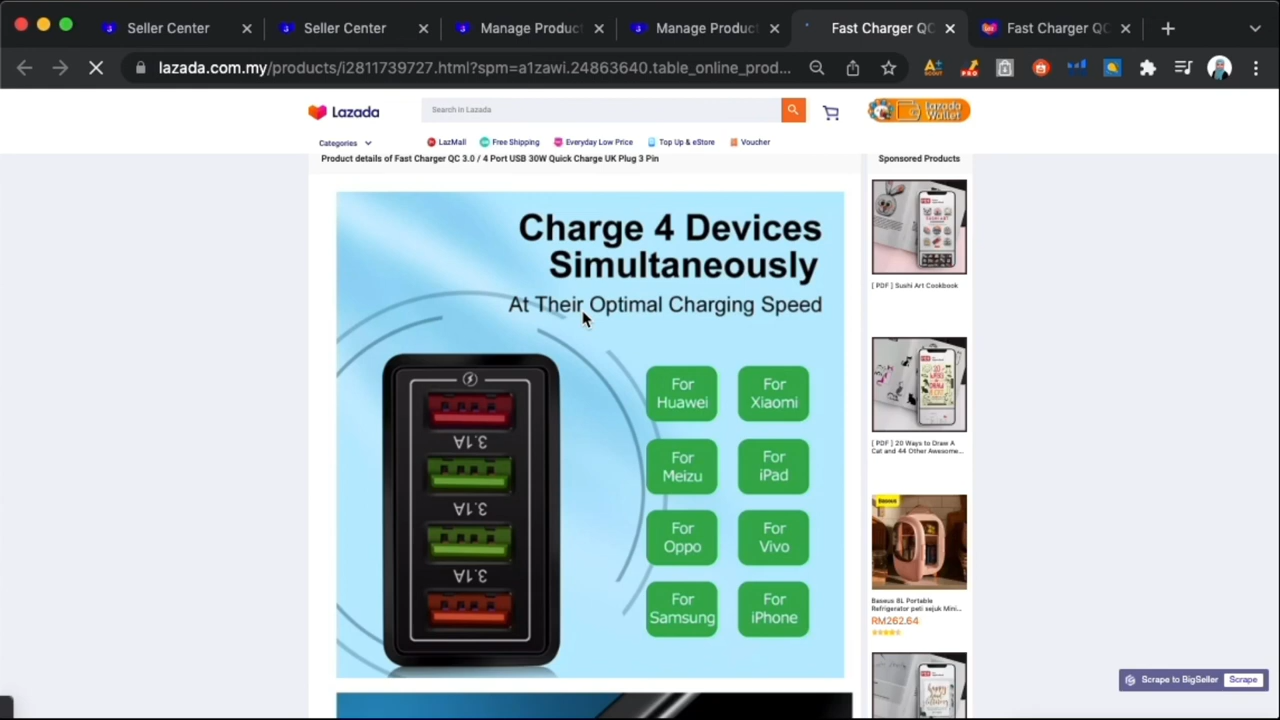 Seller Center
Seller Center
Manage Product
Manage Product
Fast Charger QC
Fast Charger QC
lazada.com.my/products/i2811739727.html?spm=a1zawi.24863640.table_online_prod...
Lazada
Search in Lazada
Lazada
Wallet
Categories
LazMall
Free Shipping
Everyday Low Price
Top Up & eStore
Voucher
Product details of Fast Charger QC 3.0 / 4 Port USB 30W Quick Charge UK Plug 3 Pin
Sponsored Products
Charge 4 Devices
Simultaneously
At Their Optimal Charging Speed
For
Huawei
For
Xiaomi
For
Meizu
For
iPad
For
Oppo
For
Vivo
For
Samsung
For
iPhone
3.1A
3.1A
3.1A
[ PDF ] Sushi Art Cookbook
[ PDF ] 20 Ways to Draw A
Cat and 44 Other Awesome...
Baseus 8L Portable
Refrigerator peti sejuk Mini...
RM262.64
Scrape to BigSeller
Scrape